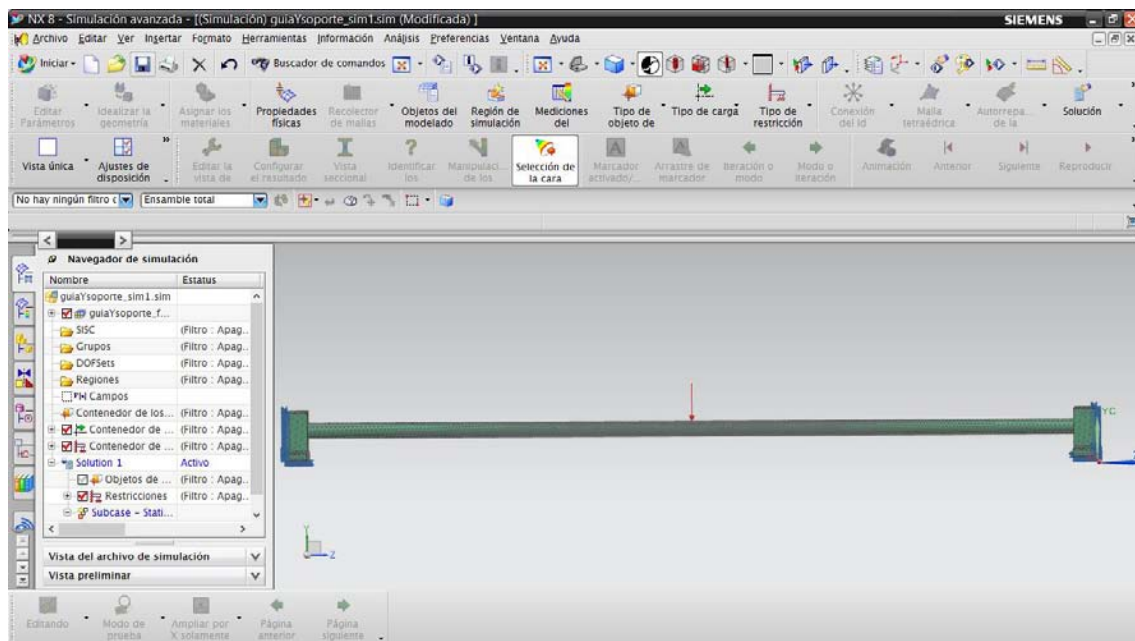 NX 8 - Simulación avanzada - [(Simulación) guiaYsoporte_sim1.sim (Modificada) ]
SIEMENS
Archivo Editar Ver Insertar Formato Herramientas Información Análisis Preferencias Ventana Ayuda
Iniciar
Buscador de comandos
Editar Parámetros
Idealizar la geometría
Asignar los materiales
Propiedades físicas
Recolector de mallas
Objetos del modelado
Región de simulación
Mediciones del
Tipo de objeto de
Tipo de carga
Tipo de restricción
Conexión del ld
Malla tetraédrica
Autorrepa... de la
Solución
Vista única
Ajustes de disposición
Editar la vista de
Configurar el resultado
Vista seccional
Identificar los
Manipulaci... de los
Selección de la cara
Marcador activado/...
Arrastre de marcador
Iteración o modo
Modo o iteración
Animación
Anterior
Siguiente
Reproducir
No hay ningún filtro c
Ensamble total
Navegador de simulación
Nombre Estatus
guiaYsoporte_sim1.sim
guiaYsoporte_f...
SISC (Filtro : Apag...
Grupos (Filtro : Apag...
DOFSets (Filtro : Apag...
Regiones (Filtro : Apag...
Campos
Contenedor de los... (Filtro : Apag...
Contenedor de ... (Filtro : Apag...
Contenedor de ... (Filtro : Apag...
Solution 1 Activo
Objetos de ... (Filtro : Apag...
Restricciones (Filtro : Apag...
Subcase - Stati...
Vista del archivo de simulación
Vista preliminar
YC
Y
Z
Editando
Modo de prueba
Ampliar por X solamente
Página anterior
Página siguiente